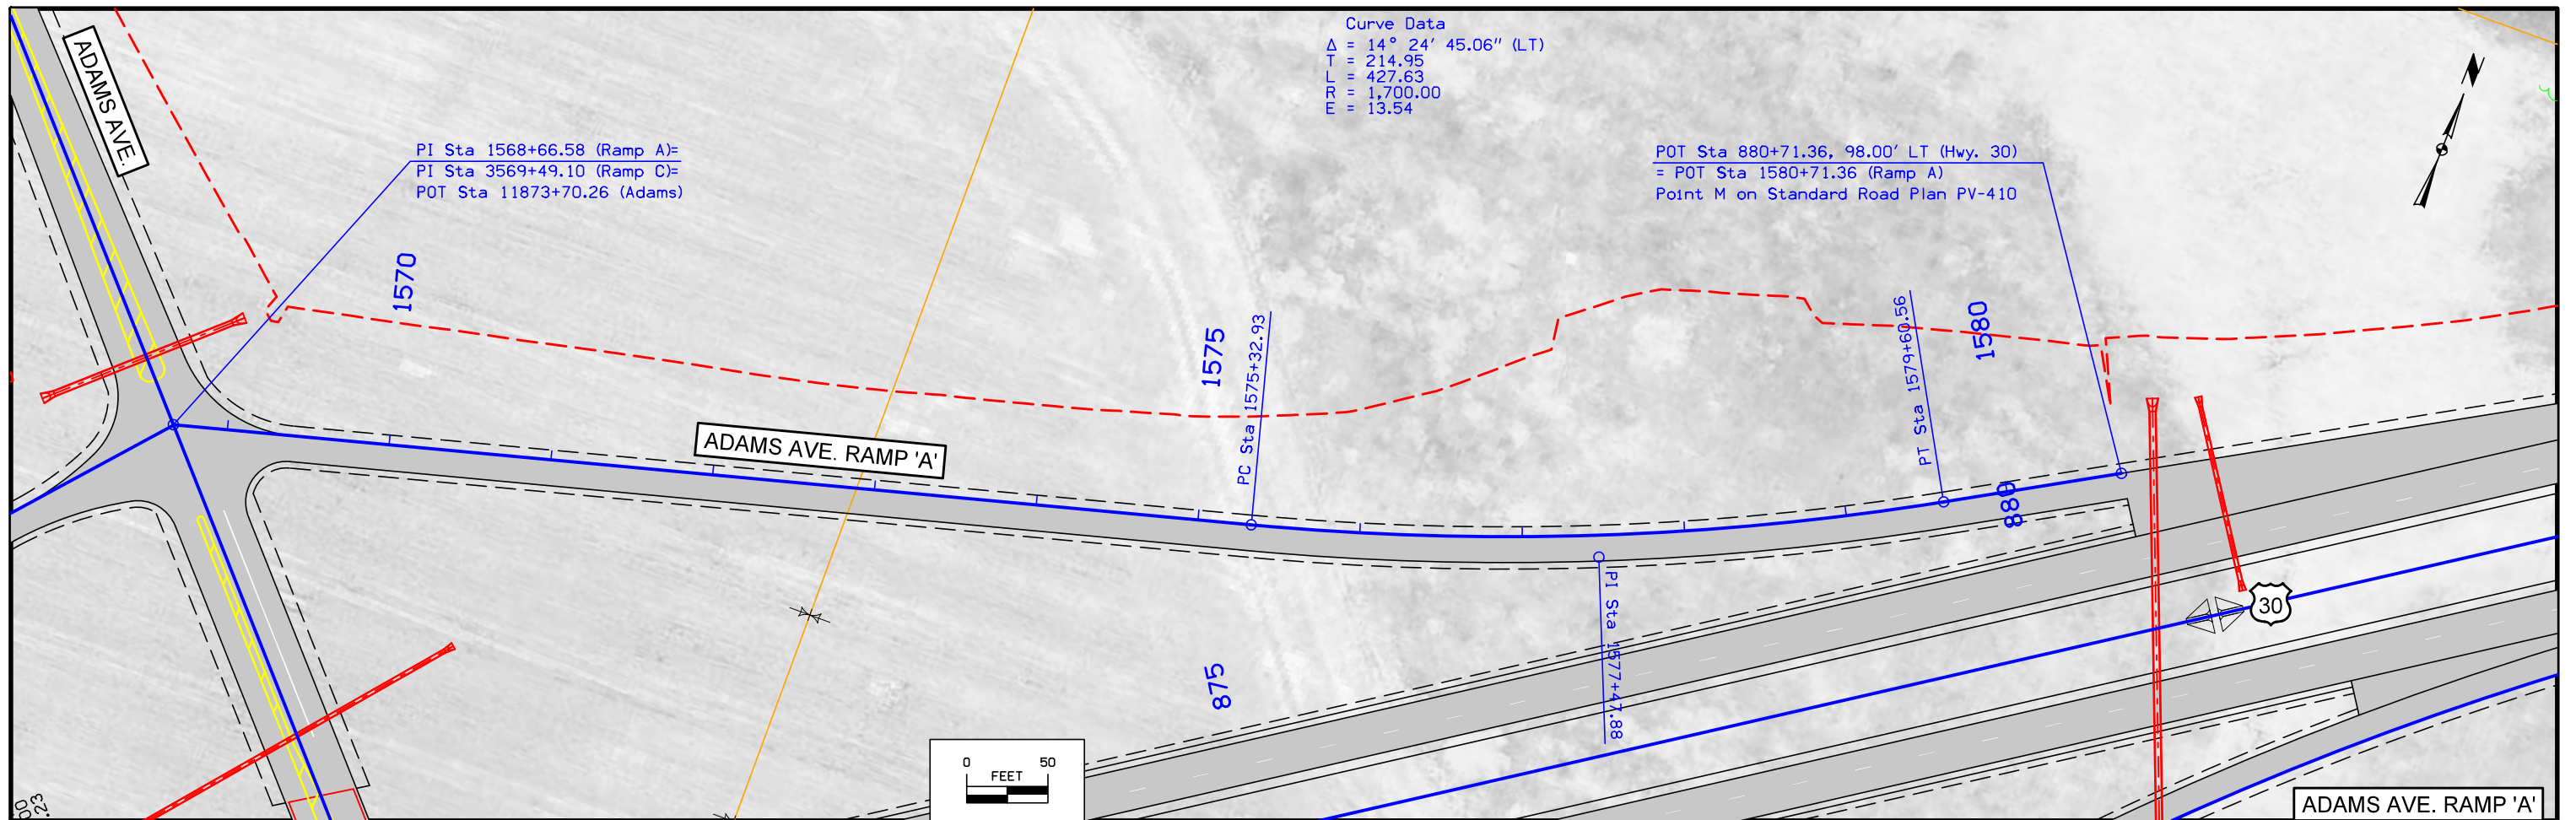 ADAMS AVE.
Curve Data
Δ = 14° 24' 45.06" (LT)
T = 214.95
L = 427.63
R = 1,700.00
E = 13.54
PI Sta 1568+66.58 (Ramp A)=
PI Sta 3569+49.10 (Ramp C)=
POT Sta 11873+70.26 (Adams)
POT Sta 880+71.36, 98.00' LT (Hwy. 30)
= POT Sta 1580+71.36 (Ramp A)
Point M on Standard Road Plan PV-410
1570
1575
PC Sta 1575+32.93
PT Sta 1579+60.56
1580
ADAMS AVE. RAMP 'A'
880
PI Sta 1577+47.88
30
875
0 50
FEET
ADAMS AVE. RAMP 'A'